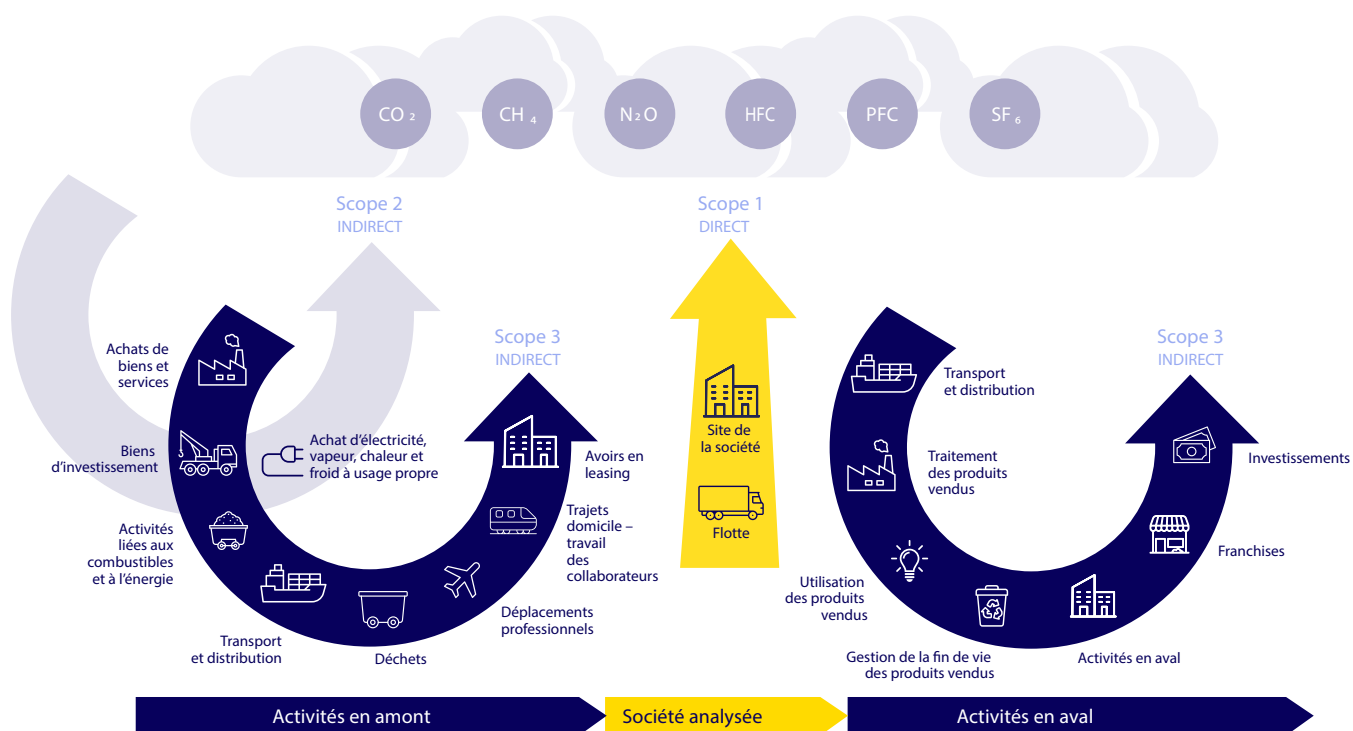 CO₂
CH₄
N₂O
HFC
PFC
SF₆
Scope 2
INDIRECT
Scope 1
DIRECT
Scope 3
INDIRECT
Scope 3
INDIRECT
Achats de
biens et
services
Biens
d’investissement
Activités
liées aux
combustibles
et à l’énergie
Transport
et distribution
Déchets
Déplacements
professionnels
Trajets
domicile –
travail
des
collaborateurs
Avoirs en
leasing
Achat d’électricité,
vapeur, chaleur et
froid à usage propre
Site de
la société
Flotte
Transport
et distribution
Traitement
des produits
vendus
Utilisation
des produits
vendus
Gestion de la fin de vie
des produits vendus
Activités en aval
Franchises
Investissements
Activités en amont
Société analysée
Activités en aval